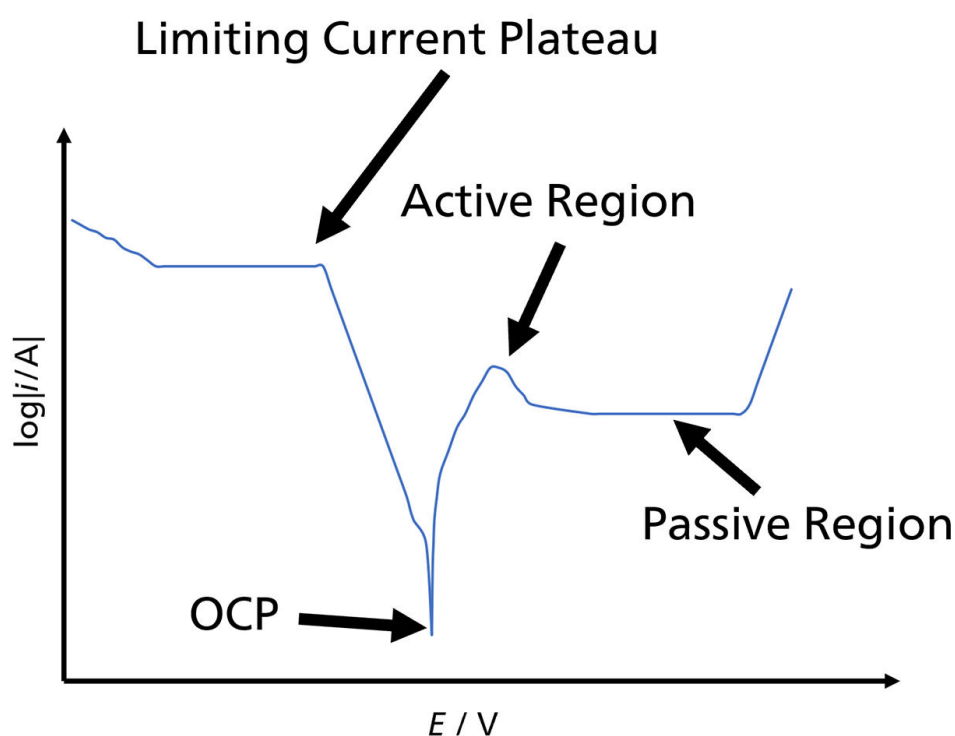 Limiting Current Plateau
Active Region
log|i/A|
Passive Region
OCP
E / V